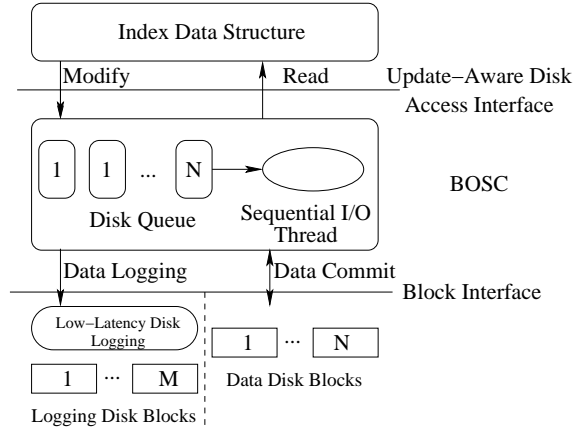 Index Data Structure
Modify
Read
Update−Aware Disk
Access Interface
1 1 ... N
Disk Queue
Sequential I/O
Thread
BOSC
Data Logging
Data Commit
Block Interface
Low−Latency Disk
Logging
1 ... N
Data Disk Blocks
1 ... M
Logging Disk Blocks